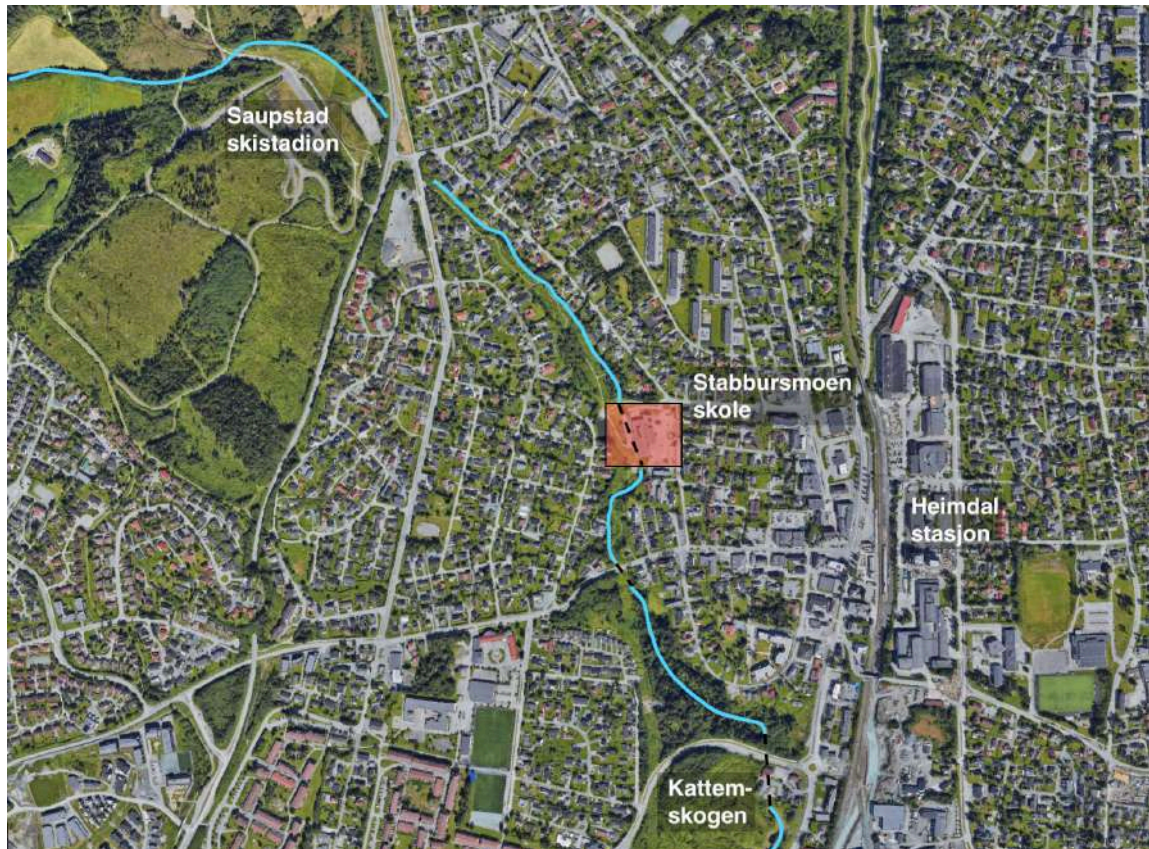 Saupstad
skistadion
Stabbursmoen
skole
Heimdal
stasjon
Kattem-
skogen